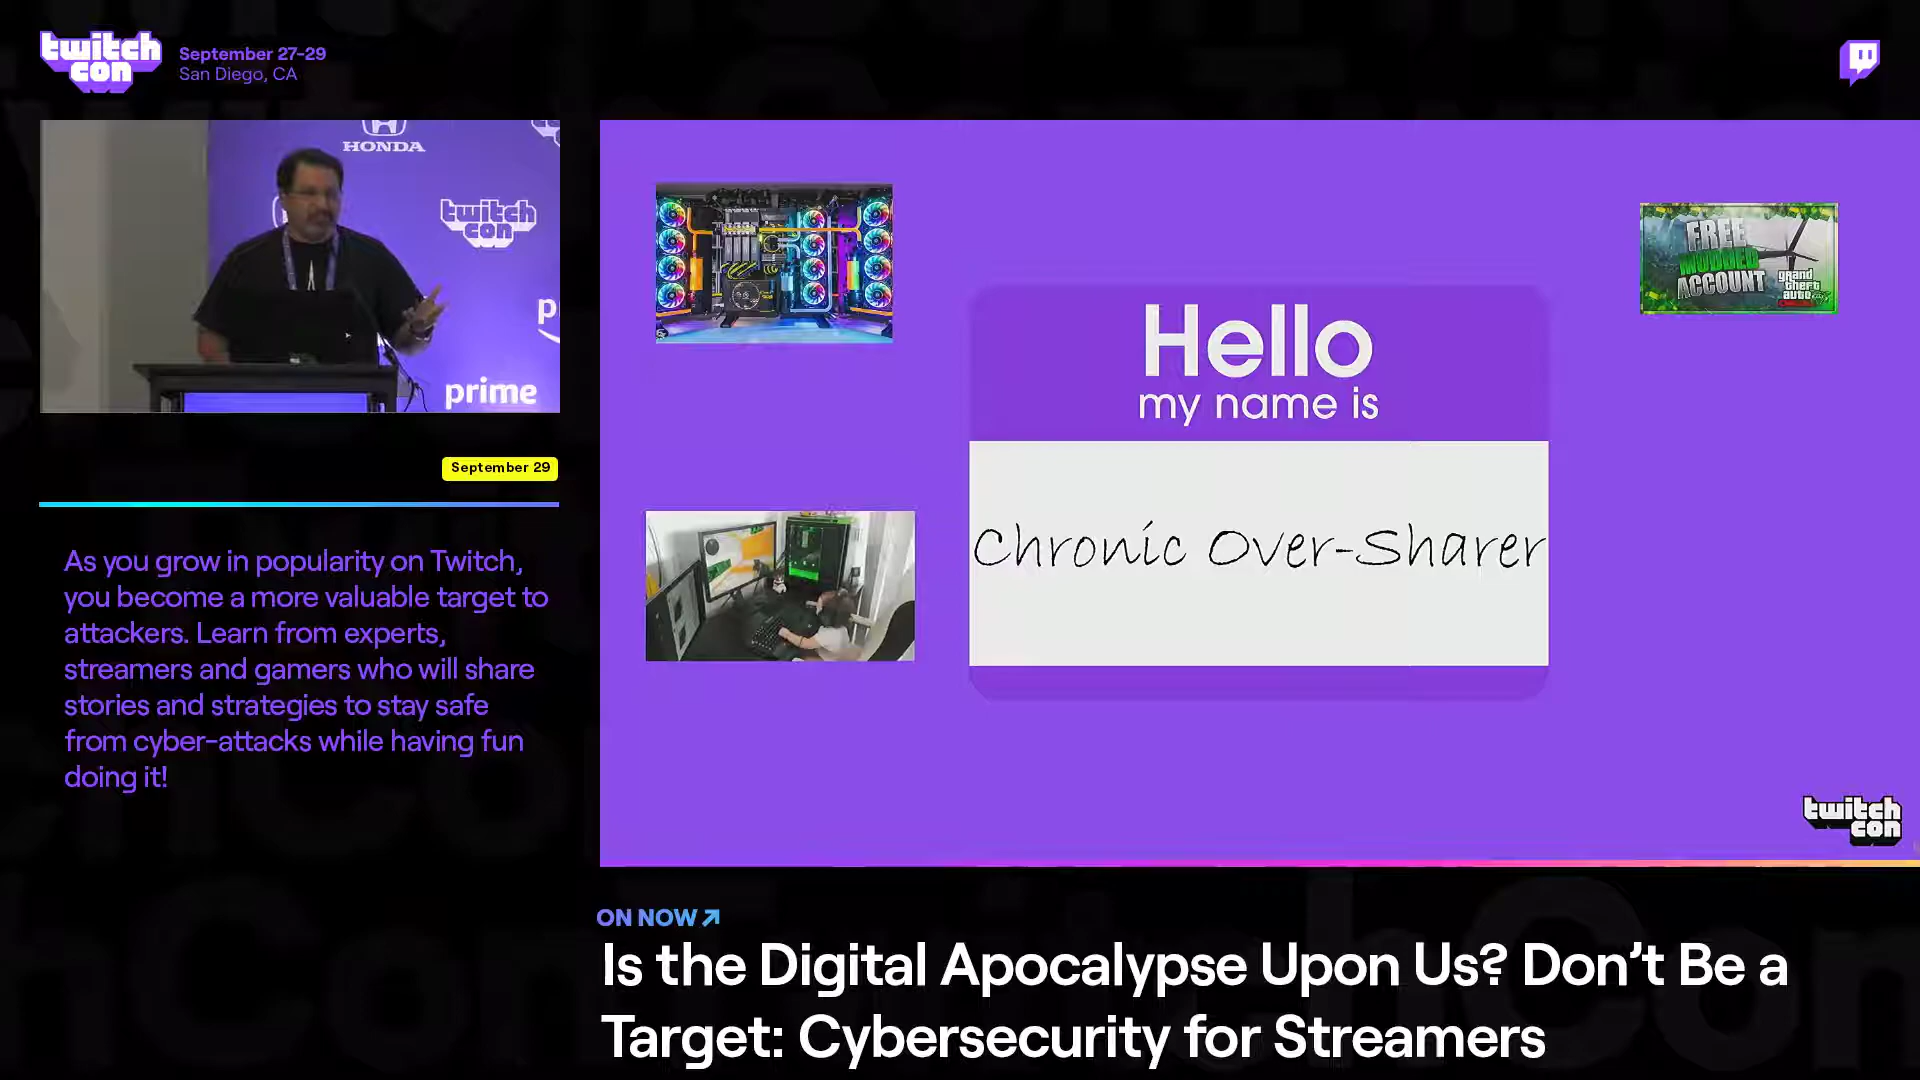 twitch
con
September 27-29
San Diego, CA
HONDA
twitch
con
p
prime
September 29
As you grow in popularity on Twitch,
you become a more valuable target to
attackers. Learn from experts,
streamers and gamers who will share
stories and strategies to stay safe
from cyber-attacks while having fun
doing it!
FREE
MODDED
ACCOUNT
grand
theft
auto
Hello
my name is
Chronic Over-Sharer
twitch
con
ON NOW
Is the Digital Apocalypse Upon Us? Don’t Be a
Target: Cybersecurity for Streamers